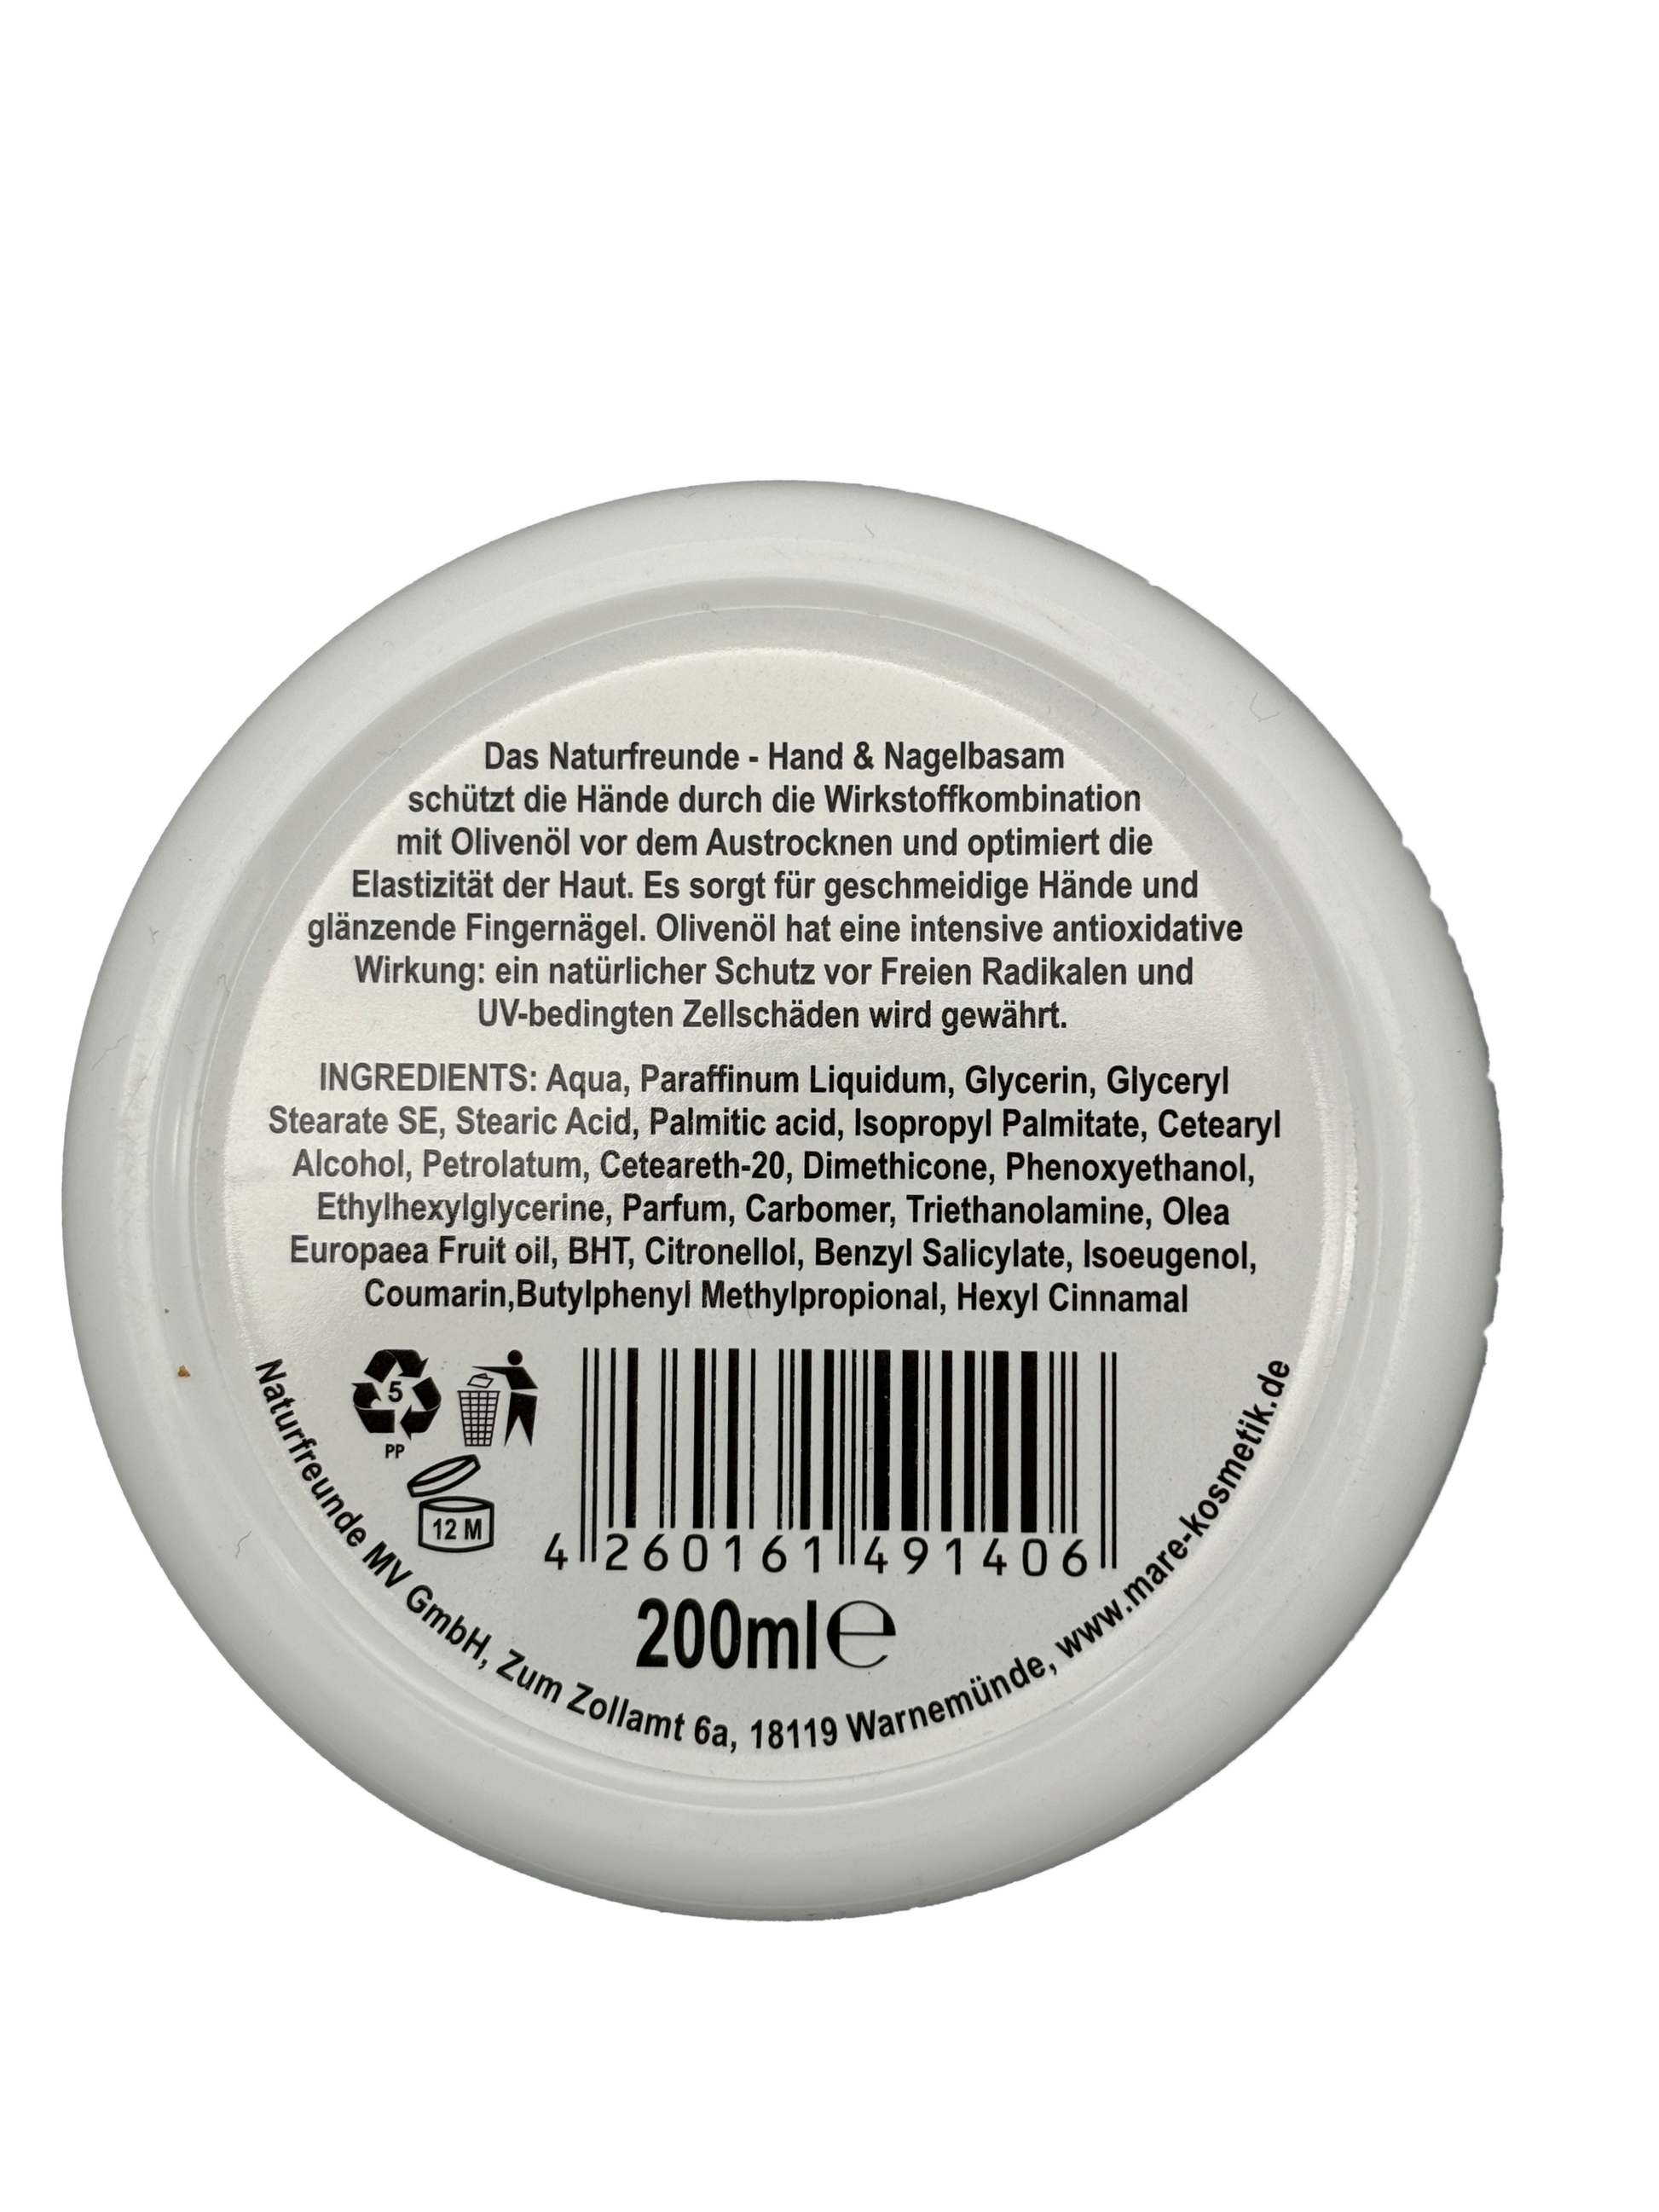 Das Naturfreunde - Hand & Nagelbasam
schützt die Hände durch die Wirkstoffkombination
mit Olivenöl vor dem Austrocknen und optimiert die
Elastizität der Haut. Es sorgt für geschmeidige Hände und
glänzende Fingernägel. Olivenöl hat eine intensive antioxidative
Wirkung: ein natürlicher Schutz vor Freien Radikalen und
UV-bedingten Zellschäden wird gewährt.
INGREDIENTS: Aqua, Paraffinum Liquidum, Glycerin, Glyceryl
Stearate SE, Stearic Acid, Palmitic acid, Isopropyl Palmitate, Cetearyl
Alcohol, Petrolatum, Ceteareth-20, Dimethicone, Phenoxyethanol,
Ethylhexylglycerine, Parfum, Carbomer, Triethanolamine, Olea
Europaea Fruit oil, BHT, Citronellol, Benzyl Salicylate, Isoeugenol,
Coumarin,Butylphenyl Methylpropional, Hexyl Cinnamal
5
PP
12 M
4 260161 491406
200ml e
Naturfreunde MV GmbH, Zum Zollamt 6a, 18119 Warnemünde, www.mare-kosmetik.de